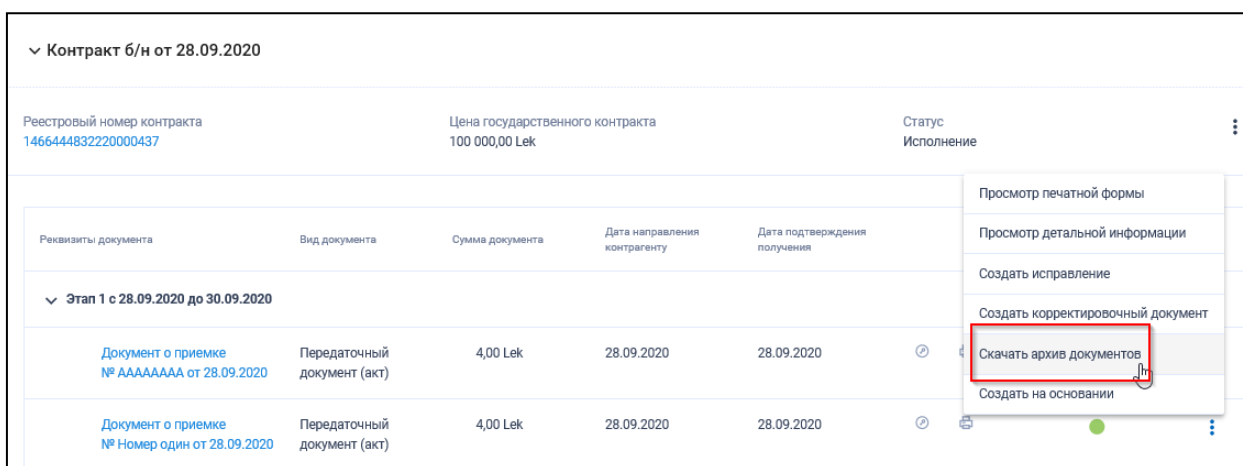 Контракт б/н от 28.09.2020
Реестровый номер контракта
1466444832220000437
Цена государственного контракта
100 000,00 Lek
Статус
Исполнение
Просмотр печатной формы
Просмотр детальной информации
Создать исправление
Создать корректировочный документ
Скачать архив документов
Создать на основании
Реквизиты документа
Вид документа
Сумма документа
Дата направления
контрагенту
Дата подтверждения
получения
Этап 1 с 28.09.2020 до 30.09.2020
Документ о приемке
№ АААААААА от 28.09.2020
Передаточный
документ (акт)
4,00 Lek
28.09.2020
28.09.2020
Документ о приемке
№ Номер один от 28.09.2020
Передаточный
документ (акт)
4,00 Lek
28.09.2020
28.09.2020